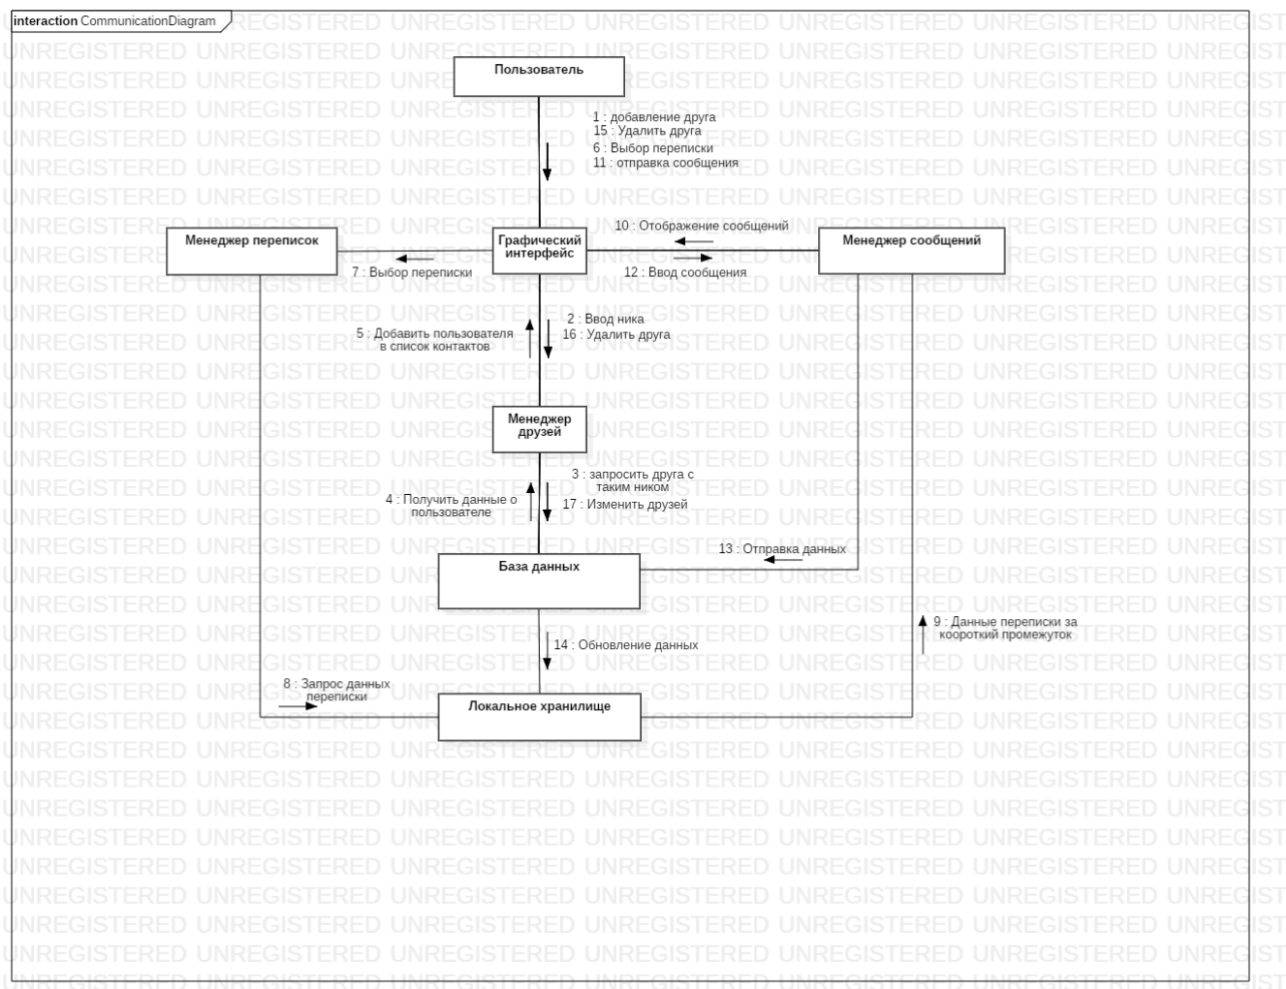 interaction CommunicationDiagram
Пользователь
1 : добавление друга
15 : Удалить друга
6 : Выбор переписки
11 : отправка сообщения
10 : Отображение сообщений
Менеджер переписок
Графический
интерфейс
Менеджер сообщений
7 : Выбор переписки
12 : Ввод сообщения
2 : Ввод ника
16 : Удалить друга
5 : Добавить пользователя
в список контактов
Менеджер
друзей
3 : запросить друга с
таким ником
17 : Изменить друзей
4 : Получить данные о
пользователе
13 : Отправка данных
База данных
9 : Данные переписки за
коороткий промежуток
14 : Обновление данных
8 : Запрос данных
переписки
Локальное хранилище
UNREGISTERED